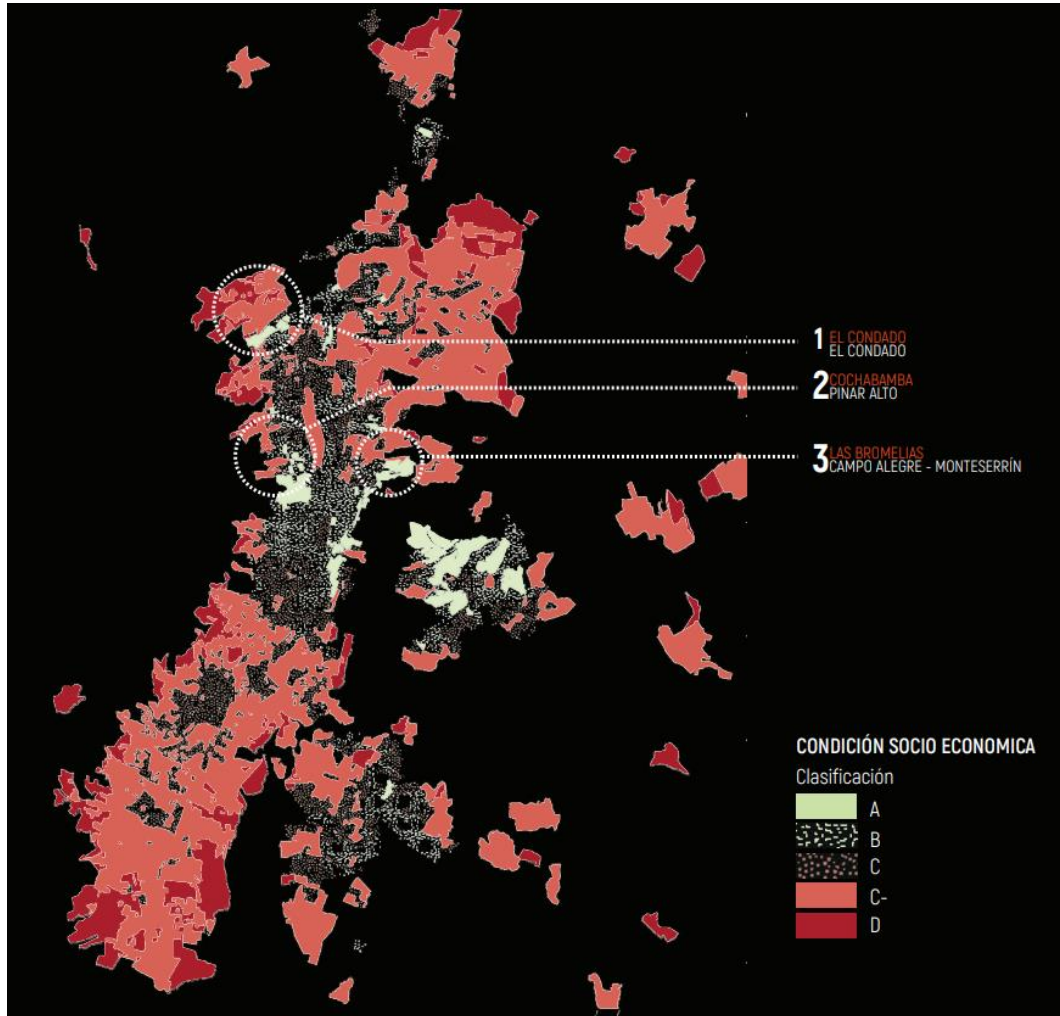 1 EL CONDADO
EL CONDADO
2 COCHABAMBA
PINAR ALTO
3 LAS BROMELIAS
CAMPO ALEGRE - MONTESERRÍN
CONDICIÓN SOCIO ECONOMICA
Clasificación
A
B
C
C-
D